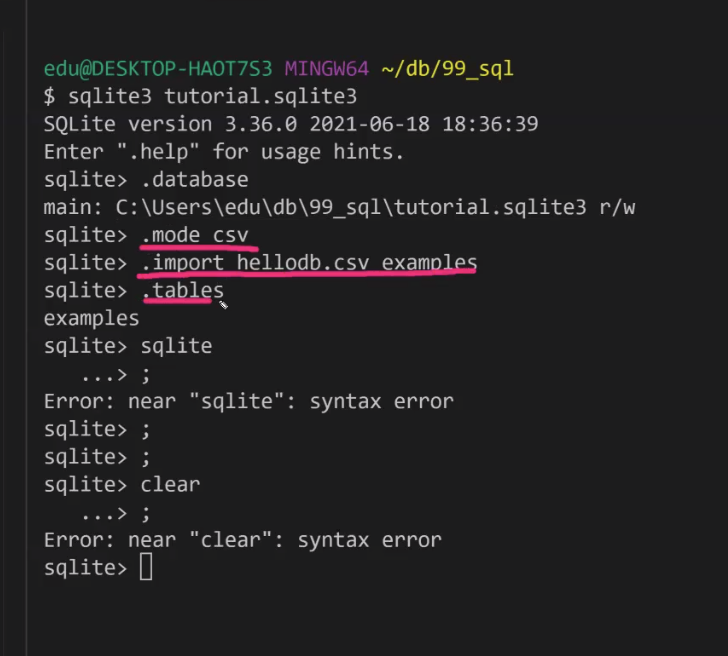 edu@DESKTOP-HAOT7S3 MINGW64 ~/db/99_sql
$ sqlite3 tutorial.sqlite3
SQLite version 3.36.0 2021-06-18 18:36:39
Enter ".help" for usage hints.
sqlite> .database
main: C:\Users\edu\db\99_sql\tutorial.sqlite3 r/w
sqlite> .mode csv
sqlite> .import hellodb.csv examples
sqlite> .tables
examples
sqlite> sqlite
   ...> ;
Error: near "sqlite": syntax error
sqlite> ;
sqlite> ;
sqlite> clear
   ...> ;
Error: near "clear": syntax error
sqlite>